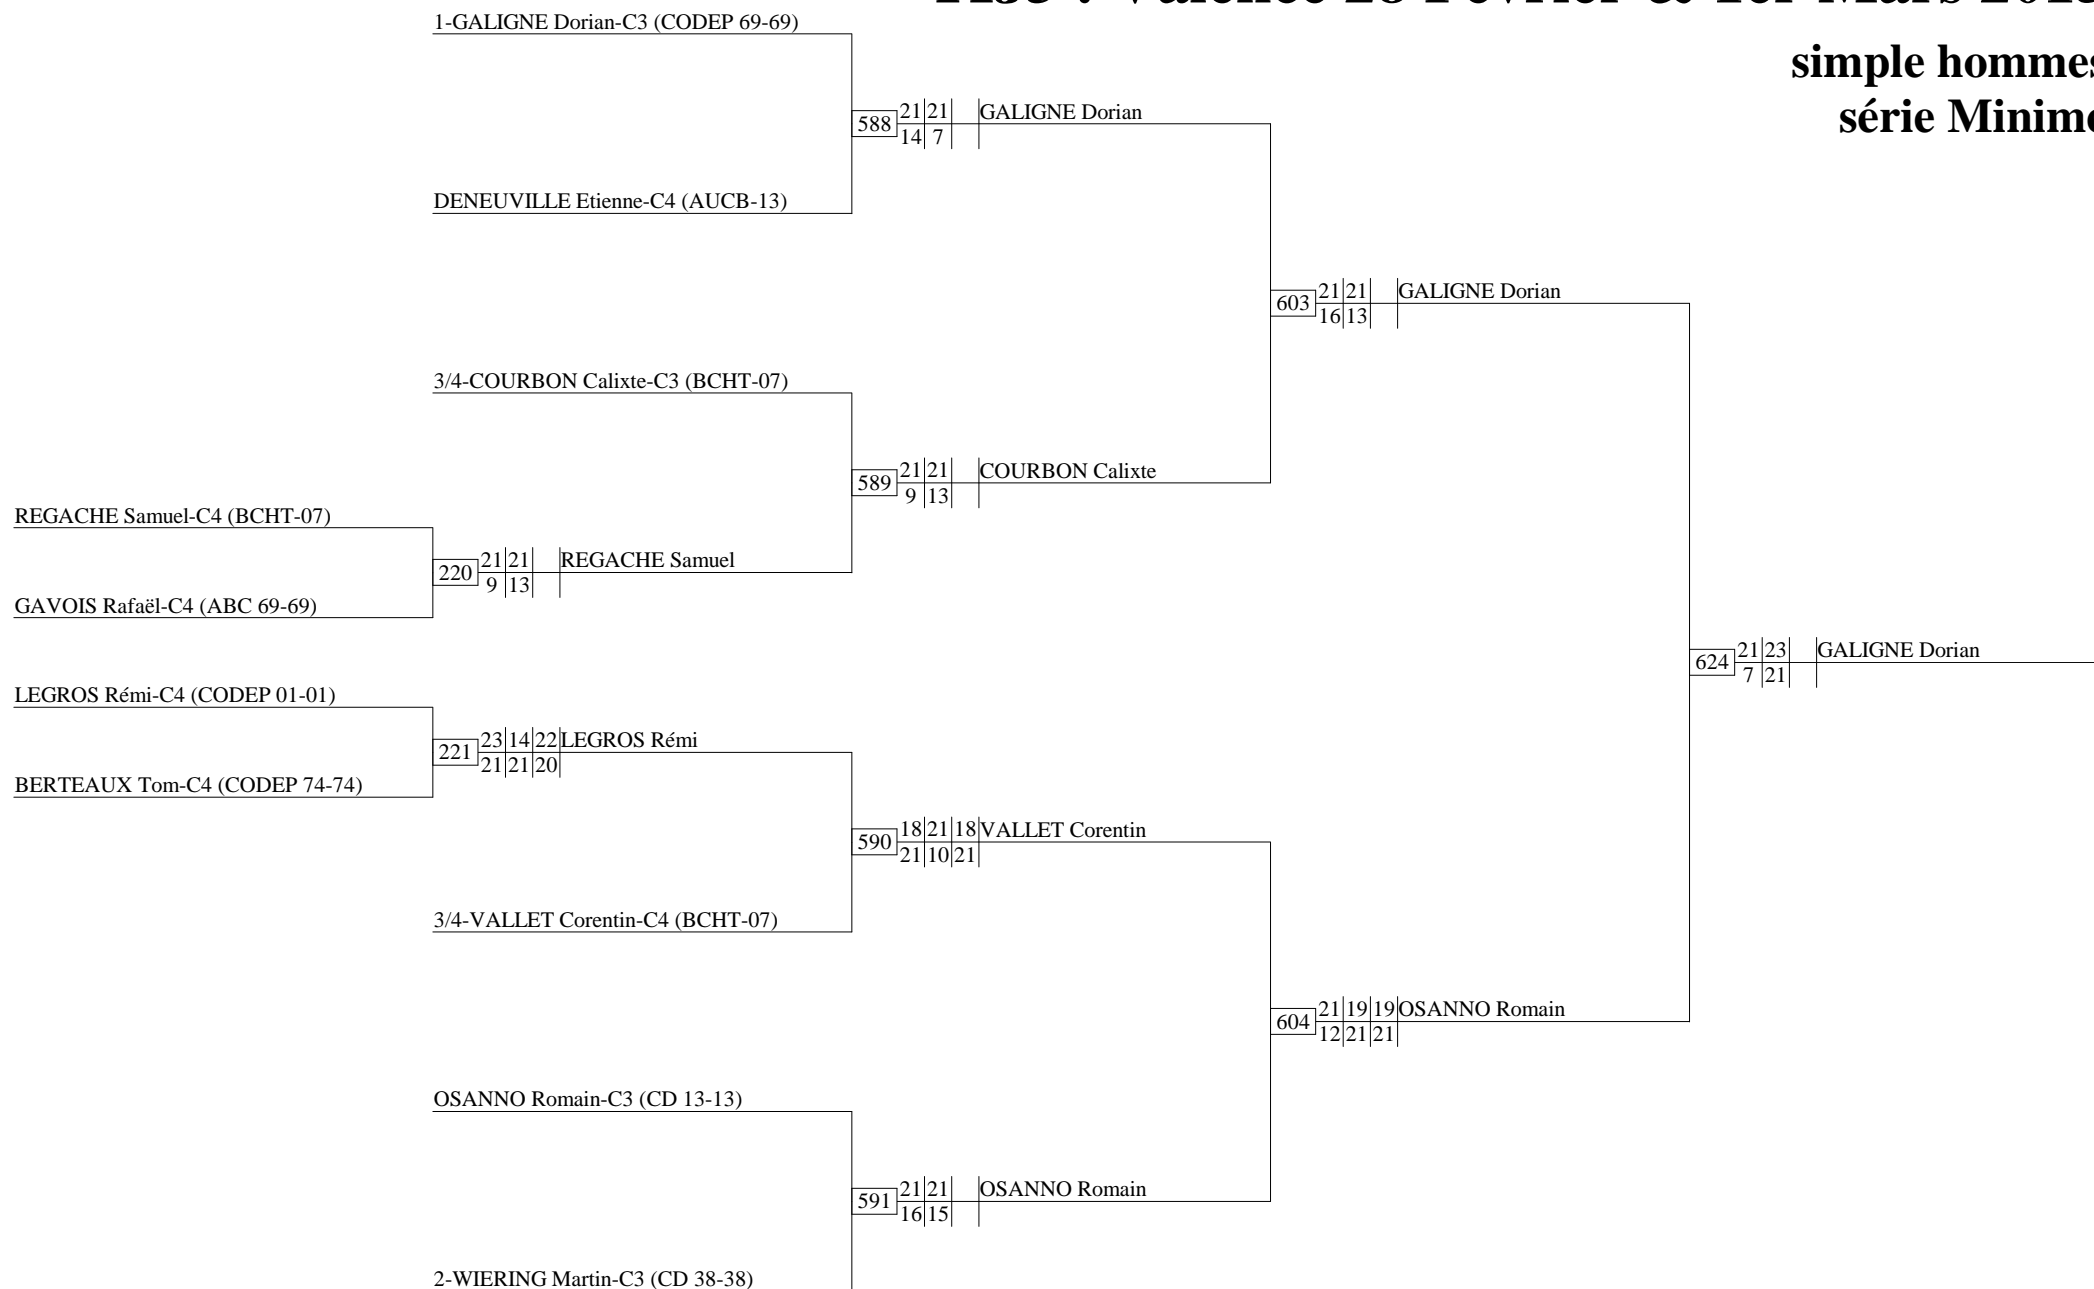 1-GALIGNE Dorian-C3 (CODEP 69-69)
simple hommes
série Minime
21 21
588
14 7
GALIGNE Dorian
DENEUVILLE Etienne-C4 (AUCB-13)
21 21
603
16 13
GALIGNE Dorian
3/4-COURBON Calixte-C3 (BCHT-07)
21 21
589
9 13
COURBON Calixte
REGACHE Samuel-C4 (BCHT-07)
21 21
220
9 13
REGACHE Samuel
GAVOIS Rafaël-C4 (ABC 69-69)
21 23
624
7 21
GALIGNE Dorian
LEGROS Rémi-C4 (CODEP 01-01)
23 14 22
221
21 21 20
LEGROS Rémi
BERTEAUX Tom-C4 (CODEP 74-74)
18 21 18
590
21 10 21
VALLET Corentin
3/4-VALLET Corentin-C4 (BCHT-07)
21 19 19
604
12 21 21
OSANNO Romain
OSANNO Romain-C3 (CD 13-13)
21 21
591
16 15
OSANNO Romain
2-WIERING Martin-C3 (CD 38-38)